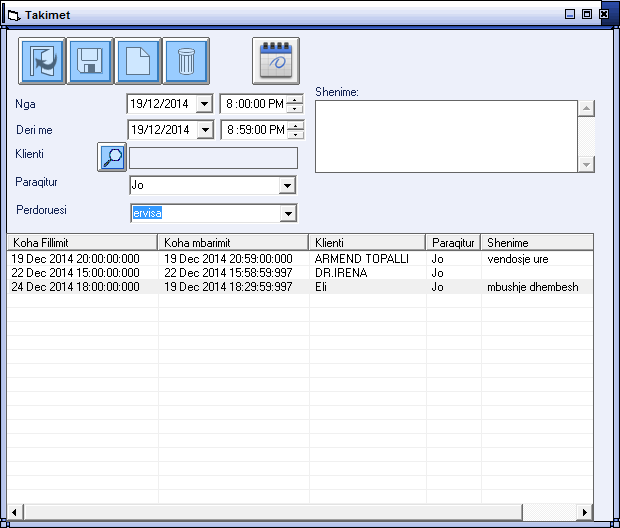 Takimet
Shenime:
Nga 19/12/2014 8 :00:00 PM
Deri me 19/12/2014 8 :59:00 PM
Klienti
Paraqitur Jo
Perdoruesi ervisa
Koha Fillimit Koha mbarimit Klienti Paraqitur Shenime
19 Dec 2014 20:00:00:000 19 Dec 2014 20:59:00:000 ARMEND TOPALLI Jo vendosje ure
22 Dec 2014 15:00:00:000 22 Dec 2014 15:58:59:997 DR.IRENA Jo
24 Dec 2014 18:00:00:000 19 Dec 2014 18:29:59:997 Eli Jo mbushje dhembesh